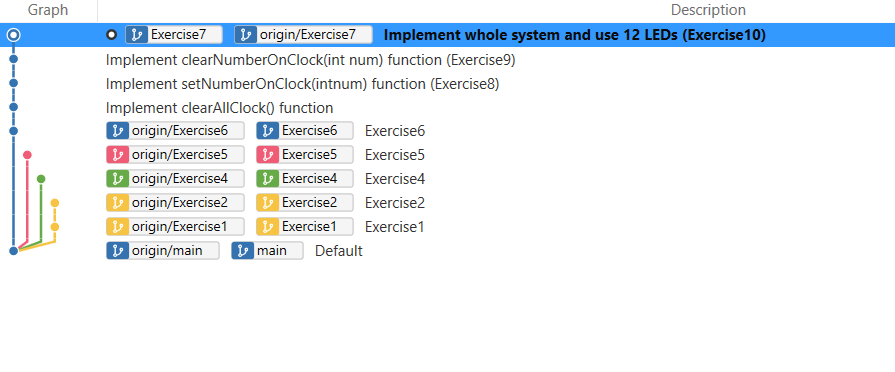 Graph Description
Exercise7 origin/Exercise7 Implement whole system and use 12 LEDs (Exercise10)
Implement clearNumberOnClock(int num) function (Exercise9)
Implement setNumberOnClock(intnum) function (Exercise8)
Implement clearAllClock() function
origin/Exercise6 Exercise6 Exercise6
origin/Exercise5 Exercise5 Exercise5
origin/Exercise4 Exercise4 Exercise4
origin/Exercise2 Exercise2 Exercise2
origin/Exercise1 Exercise1 Exercise1
origin/main main Default